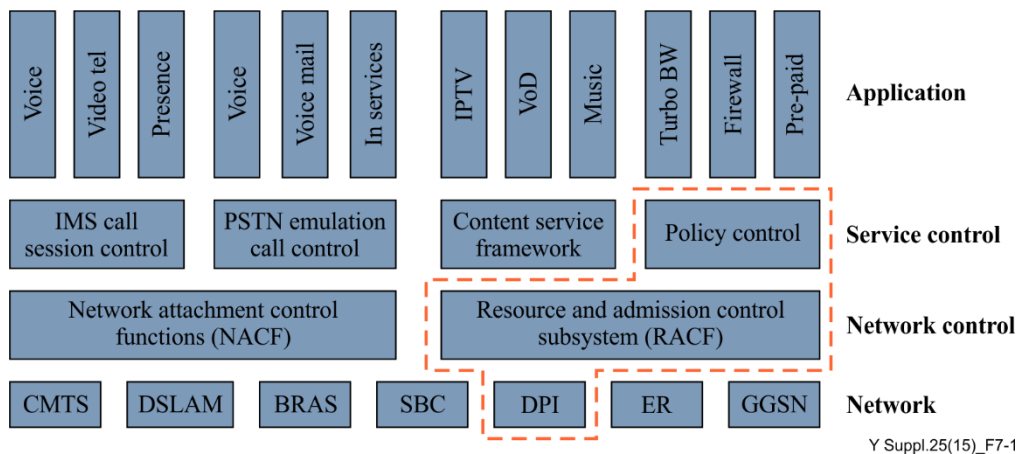 Voice
Video tel
Presence
Voice
Voice mail
In services
IPTV
VoD
Music
Turbo BW
Firewall
Pre-paid
Application
IMS call
session control
PSTN emulation
call control
Content service
framework
Policy control
Service control
Network attachment control
functions (NACF)
Resource and admission control
subsystem (RACF)
Network control
CMTS
DSLAM
BRAS
SBC
DPI
ER
GGSN
Network
Y Suppl.25(15)_F7-1